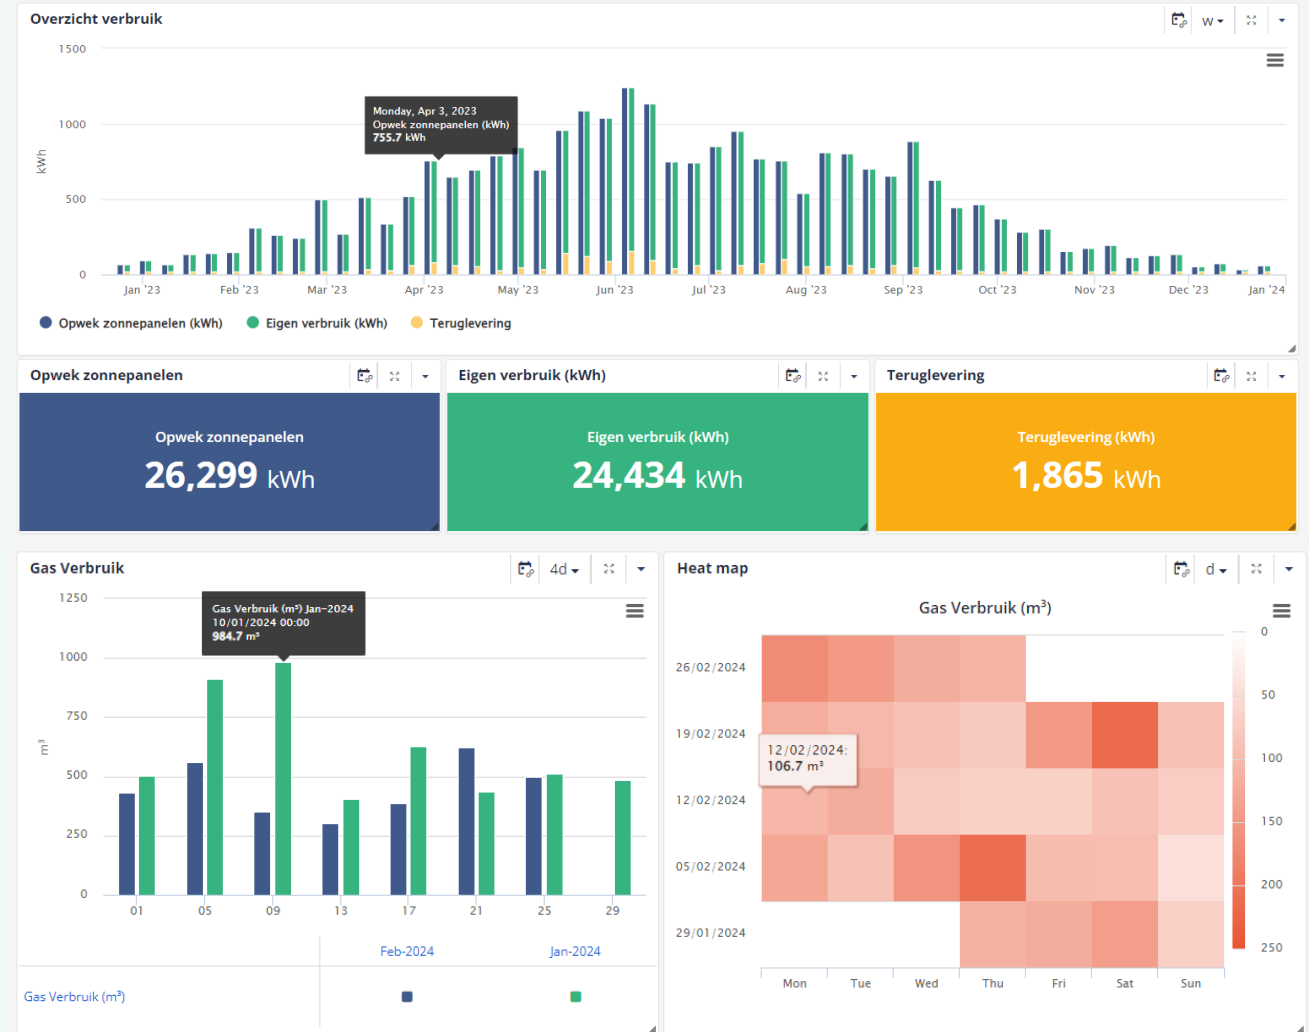 Overzicht verbruik
w
1500
1000
500
0
kWh
Monday, Apr 3, 2023
Opwek zonnepanelen (kWh)
755.7 kWh
Jan '23
Feb '23
Mar '23
Apr '23
May '23
Jun '23
Jul '23
Aug '23
Sep '23
Oct '23
Nov '23
Dec '23
Jan '24
Opwek zonnepanelen (kWh)
Eigen verbruik (kWh)
Teruglevering
Opwek zonnepanelen
Opwek zonnepanelen
26,299 kWh
Eigen verbruik (kWh)
Eigen verbruik (kWh)
24,434 kWh
Teruglevering
Teruglevering (kWh)
1,865 kWh
Gas Verbruik
4d
1250
1000
750
500
250
0
m³
Gas Verbruik (m³) Jan-2024
10/01/2024 00:00
984.7 m³
01
05
09
13
17
21
25
29
Feb-2024
Jan-2024
Gas Verbruik (m³)
Heat map
d
Gas Verbruik (m³)
26/02/2024
19/02/2024
12/02/2024
05/02/2024
29/01/2024
12/02/2024:
106.7 m³
Mon
Tue
Wed
Thu
Fri
Sat
Sun
0
50
100
150
200
250